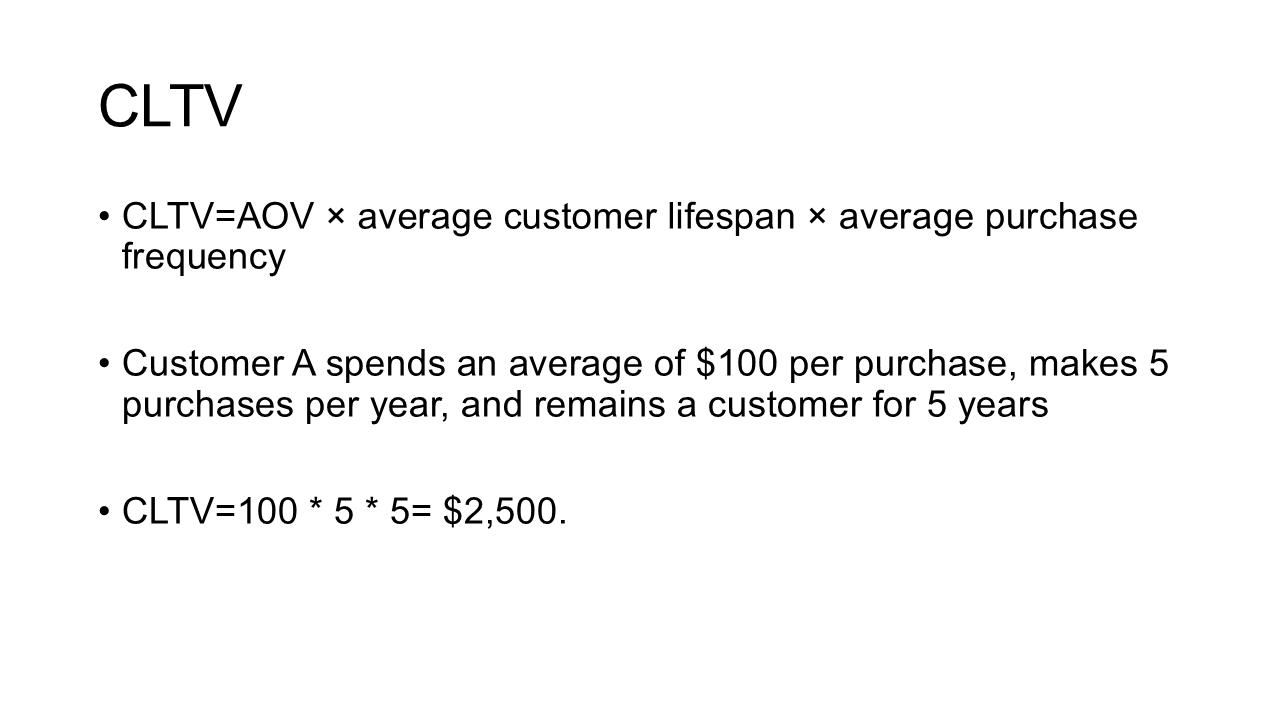 CLTV
• CLTV=AOV × average customer lifespan × average purchase
frequency
• Customer A spends an average of $100 per purchase, makes 5
purchases per year, and remains a customer for 5 years
• CLTV=100 * 5 * 5= $2,500.